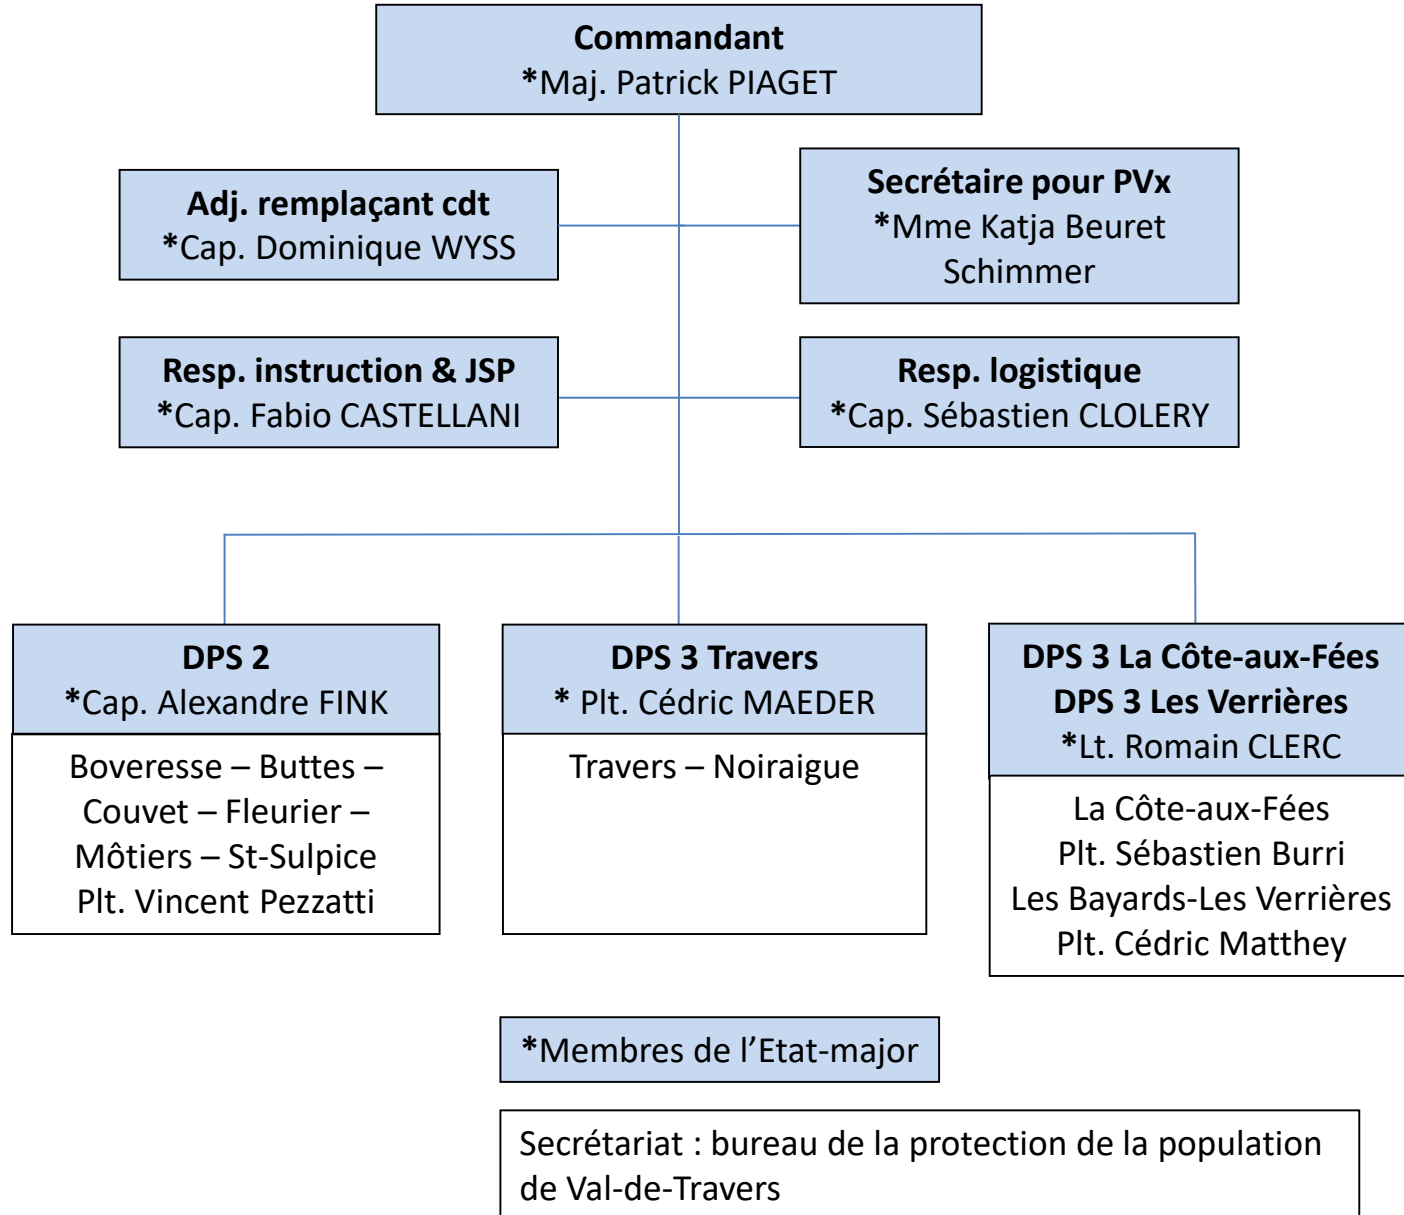 Commandant
*Maj. Patrick PIAGET
Adj. remplaçant cdt
*Cap. Dominique WYSS
Secrétaire pour PVx
*Mme Katja Beuret
Schimmer
Resp. instruction & JSP
*Cap. Fabio CASTELLANI
Resp. logistique
*Cap. Sébastien CLOLERY
DPS 2
*Cap. Alexandre FINK
Boveresse – Buttes –
Couvet – Fleurier –
Môtiers – St-Sulpice
Plt. Vincent Pezzatti
DPS 3 Travers
* Plt. Cédric MAEDER
Travers – Noiraigue
DPS 3 La Côte-aux-Fées
DPS 3 Les Verrières
*Lt. Romain CLERC
La Côte-aux-Fées
Plt. Sébastien Burri
Les Bayards-Les Verrières
Plt. Cédric Matthey
*Membres de l’Etat-major
Secrétariat : bureau de la protection de la population
de Val-de-Travers